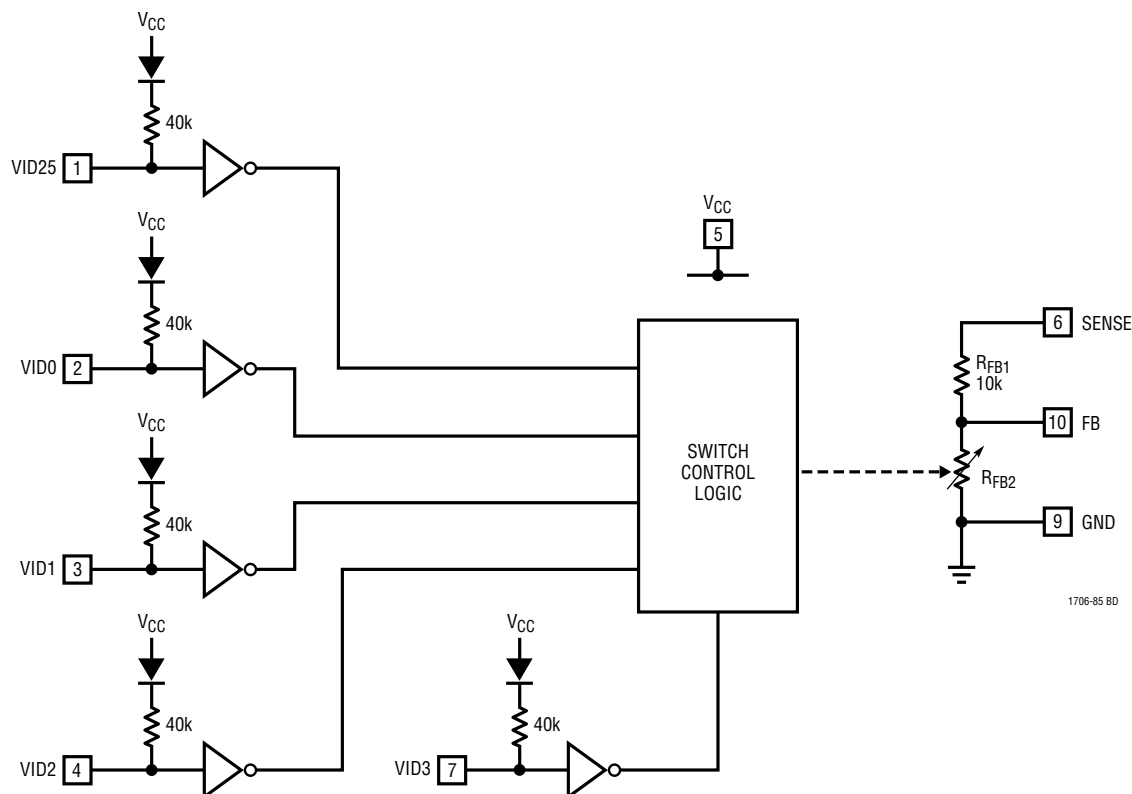 VCC
40k
VID25 1
VCC
40k
VID0 2
VCC
40k
VID1 3
VCC
40k
VID2 4
VCC
40k
VID3 7
VCC
5
SWITCH
CONTROL
LOGIC
6 SENSE
RFB1
10k
10 FB
RFB2
9 GND
1706-85 BD